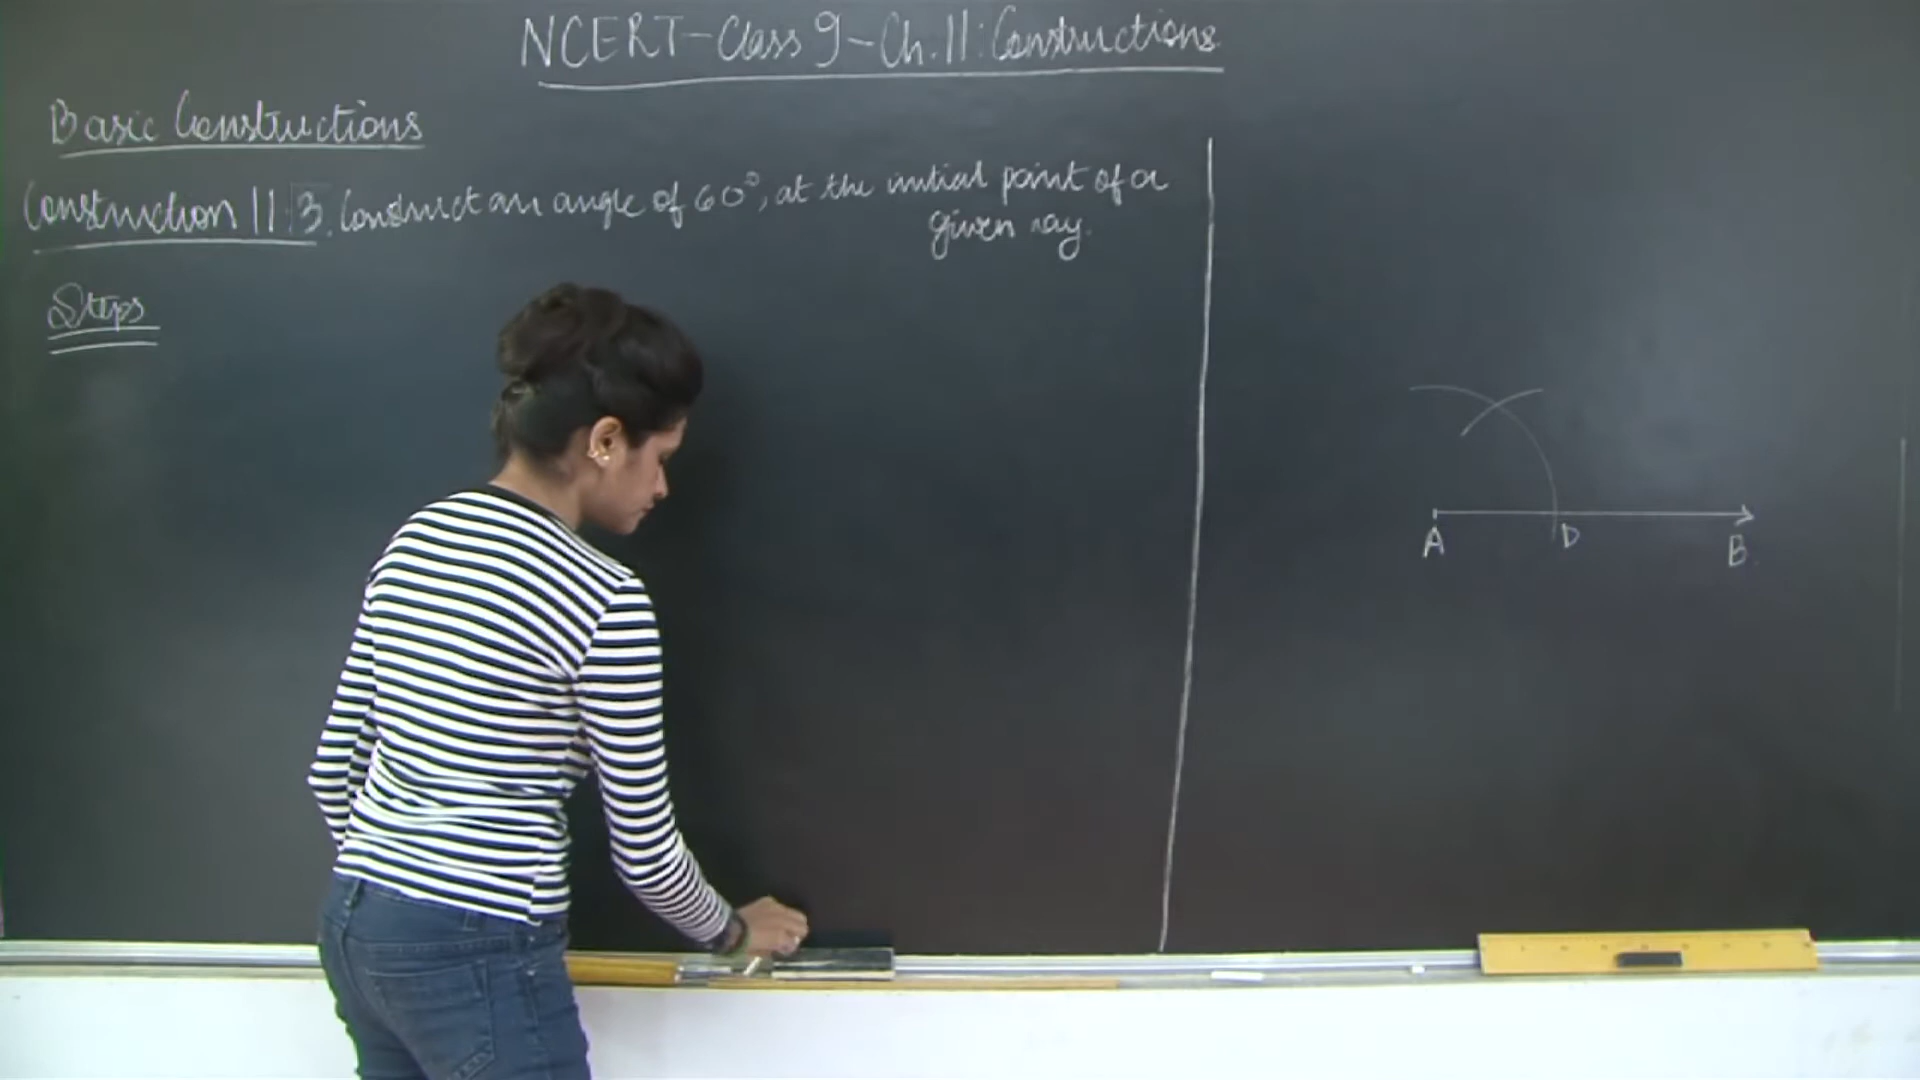 NCERT-Class 9-Ch.11: Constructions
Basic Constructions
Construction 11.3. Construct an angle of 60°, at the initial point of a
given ray.
Steps
A D B